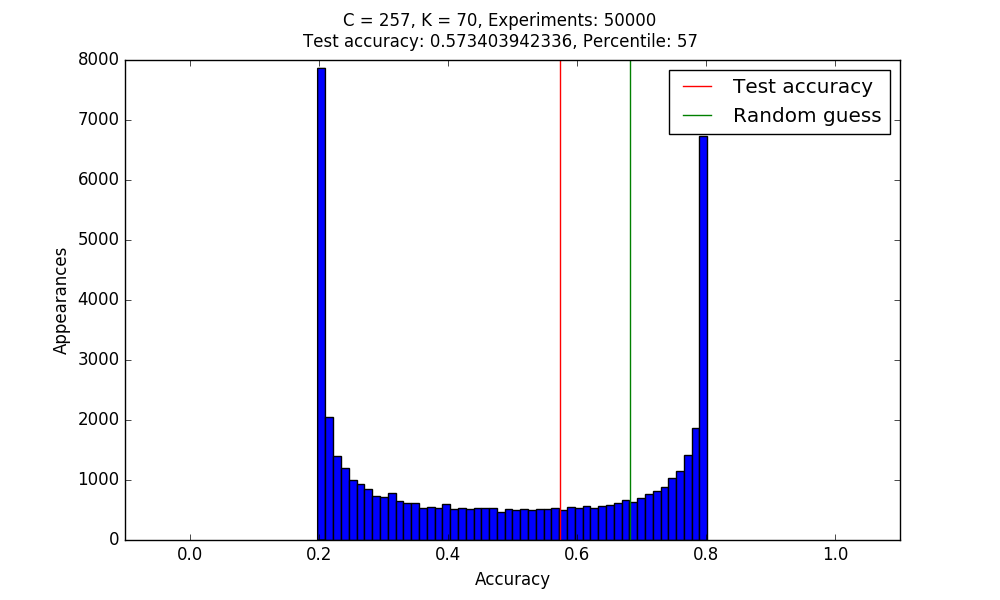 C = 257, K = 70, Experiments: 50000
Test accuracy: 0.573403942336, Percentile: 57
Test accuracy
Random guess
8000
7000
6000
5000
4000
3000
2000
1000
0
Appearances
0.0 0.2 0.4 0.6 0.8 1.0
Accuracy